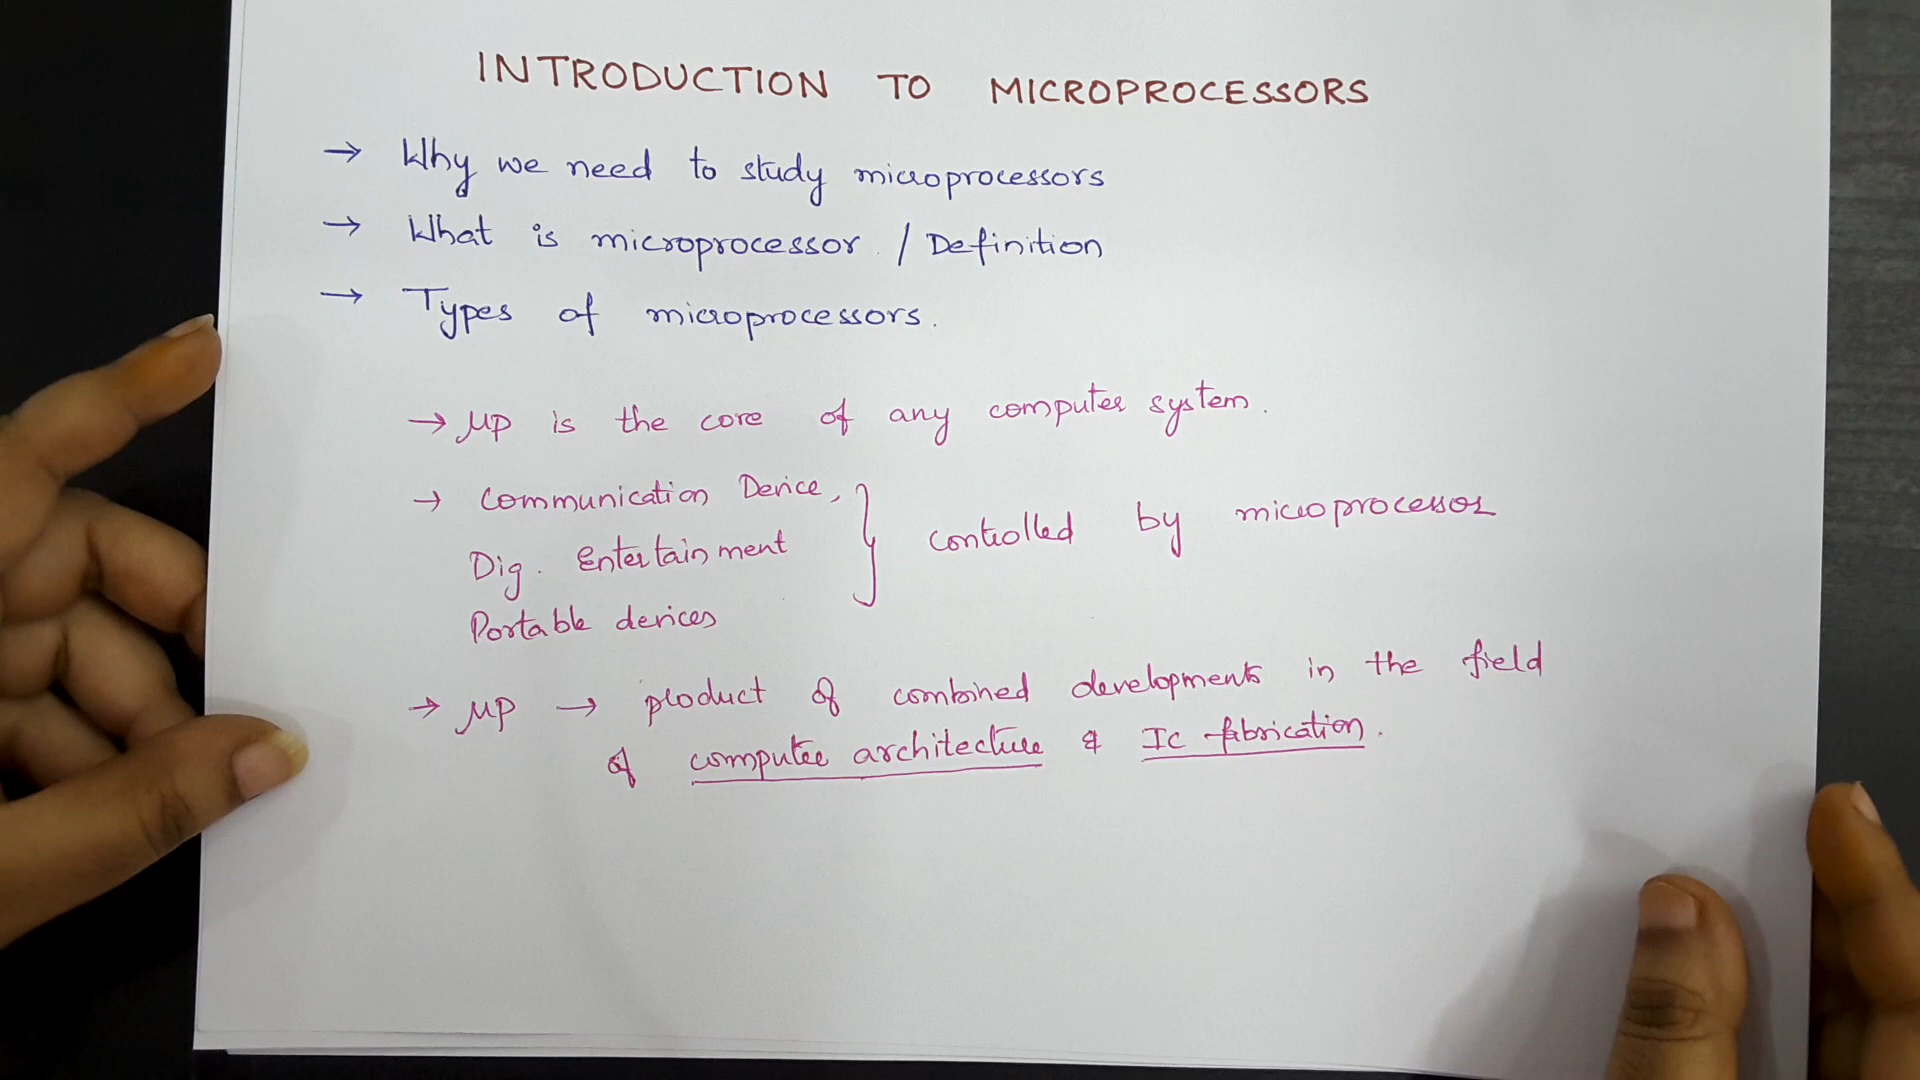 INTRODUCTION TO MICROPROCESSORS
→ Why we need to study microprocessors
→ What is microprocessor / Definition
→ Types of microprocessors.
→ μP is the core of any computer system.
→ Communication Device,
Dig. Entertainment
Portable devices
} controlled by microprocessor
→ μP → product of combined developments in the field
of computer architecture & IC fabrication.